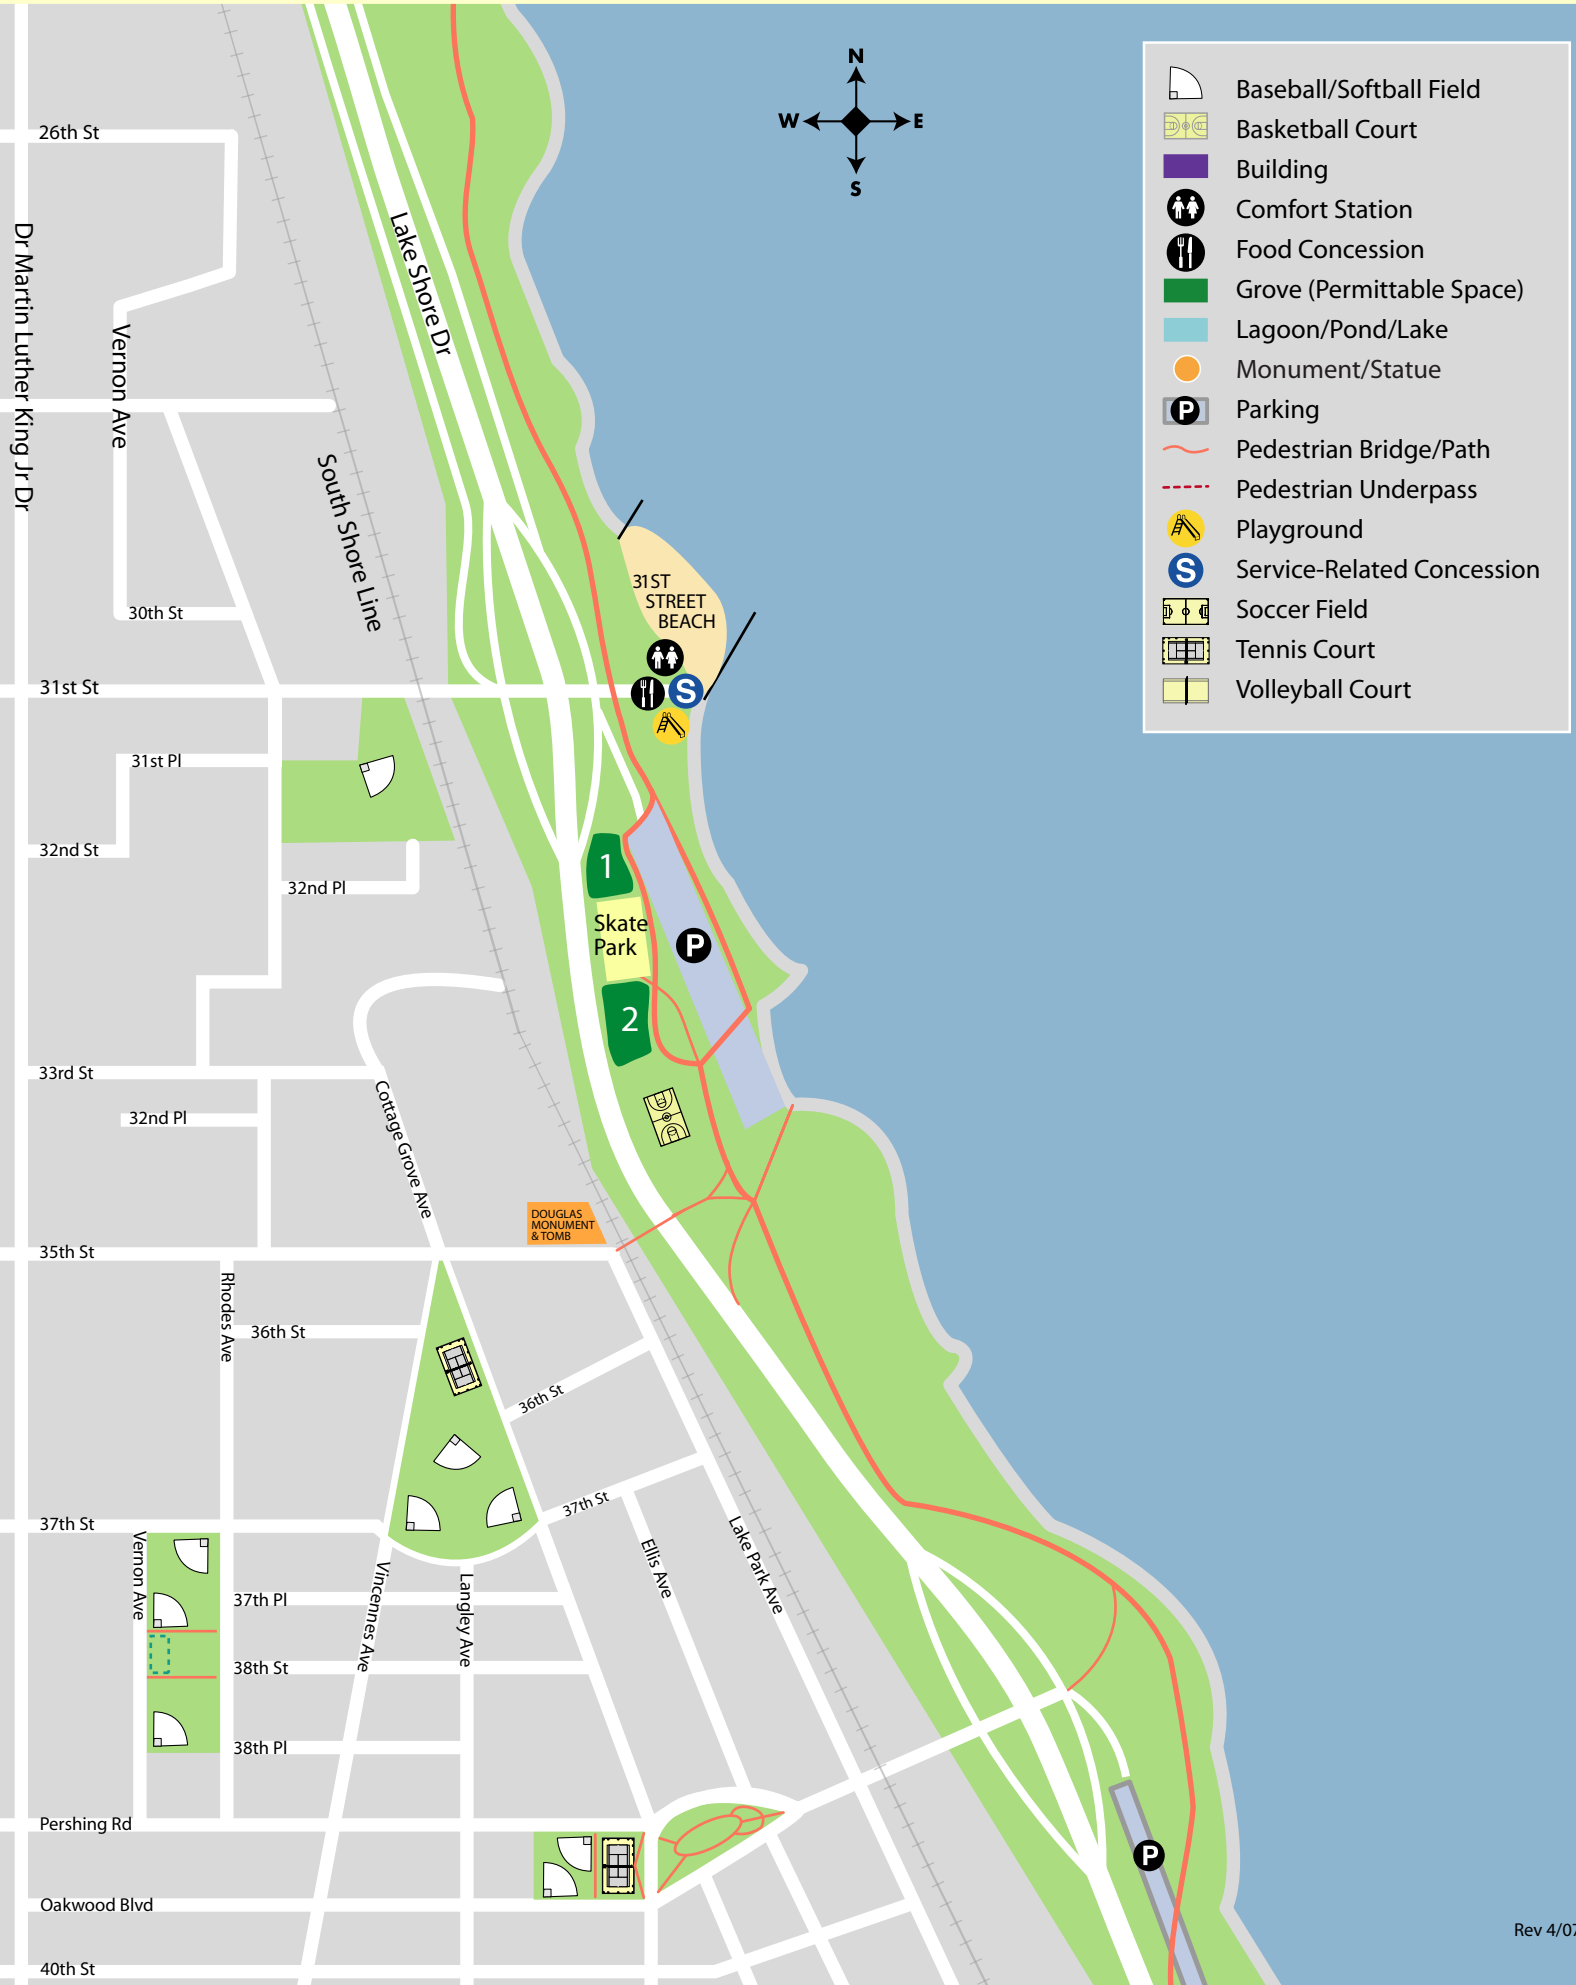 N
W E
S
Baseball/Softball Field
Basketball Court
Building
Comfort Station
Food Concession
Grove (Permittable Space)
Lagoon/Pond/Lake
Monument/Statue
P Parking
Pedestrian Bridge/Path
Pedestrian Underpass
Playground
S Service-Related Concession
Soccer Field
Tennis Court
Volleyball Court
26th St
Dr Martin Luther King Jr Dr
Vernon Ave
Lake Shore Dr
South Shore Line
30th St
31ST
STREET
BEACH
31st St
S
31st Pl
32nd St
32nd Pl
1
Skate
Park
P
2
33rd St
32nd Pl
Cottage Grove Ave
DOUGLAS
MONUMENT
& TOMB
35th St
Rhodes Ave
36th St
36th St
37th St
37th St
Vernon Ave
Vincennes Ave
Langley Ave
Ellis Ave
Lake Park Ave
37th Pl
38th St
38th Pl
Pershing Rd
P
Oakwood Blvd
40th St
Rev 4/07